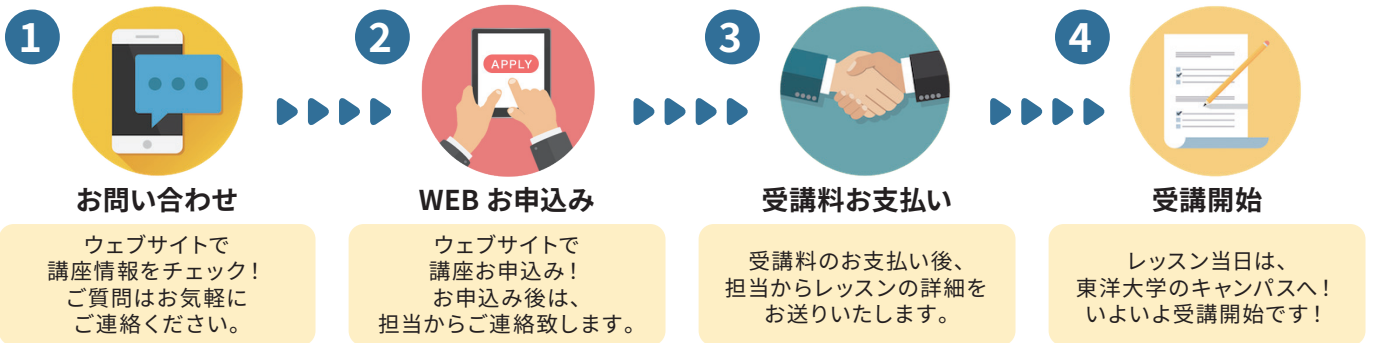 1
お問い合わせ
ウェブサイトで
講座情報をチェック！
ご質問はお気軽に
ご連絡ください。
2
APPLY
WEB お申込み
ウェブサイトで
講座お申込み！
お申込み後は、
担当からご連絡致します。
3
受講料お支払い
受講料のお支払い後、
担当からレッスンの詳細を
お送りいたします。
4
受講開始
レッスン当日は、
東洋大学のキャンパスへ！
いよいよ受講開始です！